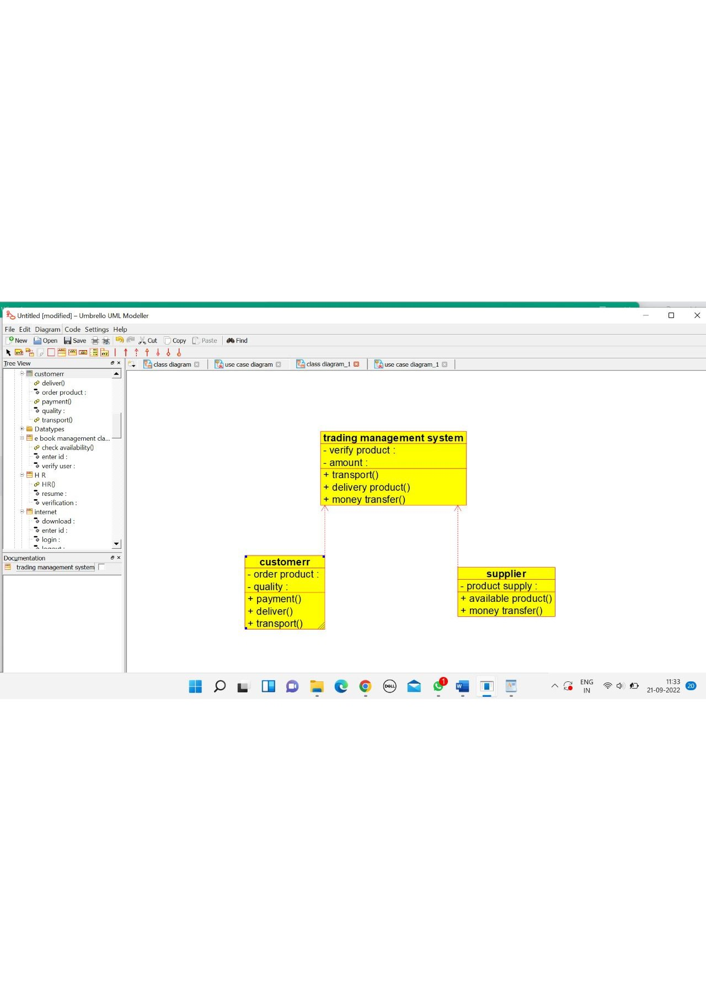 Untitled [modified] – Umbrello UML Modeller
File Edit Diagram Code Settings Help
New Open Save Cut Copy Paste Find
Tree View
class diagram use case diagram class diagram_1 use case diagram_1
customerr
deliver()
order product :
payment()
quality :
transport()
Datatypes
e book management cla...
check availability()
enter id :
verify user :
H R
HR()
resume :
verification :
internet
download :
enter id :
login :
logout :
Documentation
trading management system
trading management system
- verify product :
- amount :
+ transport()
+ delivery product()
+ money transfer()
customerr
- order product :
- quality :
+ payment()
+ deliver()
+ transport()
supplier
- product supply :
+ available product()
+ money transfer()
DELL
1
W
ENG
IN
11:33
21-09-2022
20